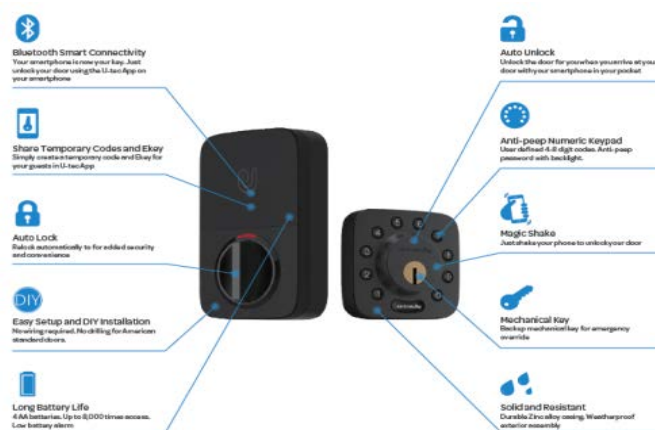 Bluetooth Smart Connectivity
Your smartphone is now your key. Just
unlock your door using the U-tec App on
your smartphone
Share Temporary Codes and Ekey
Simply create a temporary code and Ekey for
your guests in U-tec App
Auto Lock
Relock automatically to for added security
and convenience
DIY
Easy Setup and DIY Installation
No wiring required. No drilling for American
standard doors.
Long Battery Life
4 AA batteries. Up to 8,000 times access.
Low battery alarm
Auto Unlock
Unlock the door for you when you arrive at your
door with your smartphone in your pocket
Anti-peep Numeric Keypad
User defined 4-8 digit codes. Anti-peep
password with backlight.
Magic Shake
Just shake your phone to unlock your door
Mechanical Key
Backup mechanical key for emergency
override
Solid and Resistant
Durable Zinc alloy casing. Weatherproof
exterior assembly